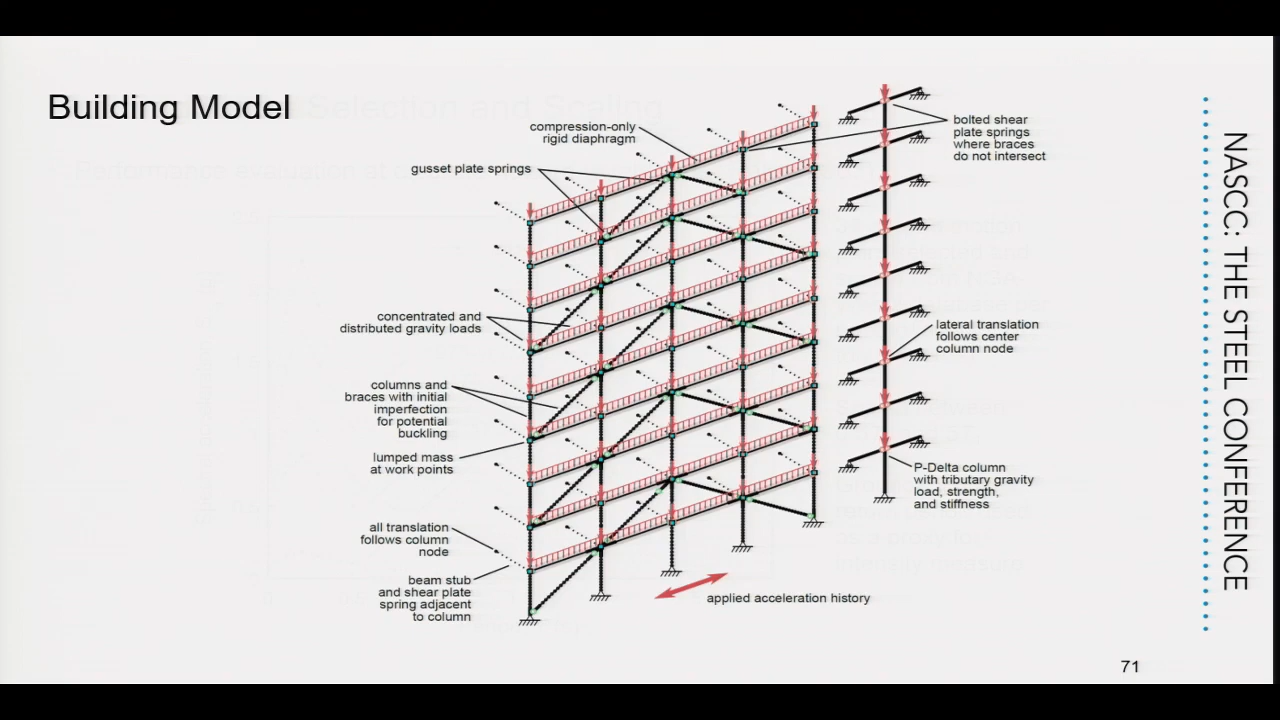 Building Model
compression-only
rigid diaphragm
gusset plate springs
bolted shear
plate springs
where braces
do not intersect
concentrated and
distributed gravity loads
lateral translation
follows center
column node
columns and
braces with initial
imperfection
for potential
buckling
lumped mass
at work points
P-Delta column
with tributary gravity
load, strength,
and stiffness
all translation
follows column
node
beam stub
and shear plate
spring adjacent
to column
applied acceleration history
NASCC: THE STEEL CONFERENCE
71